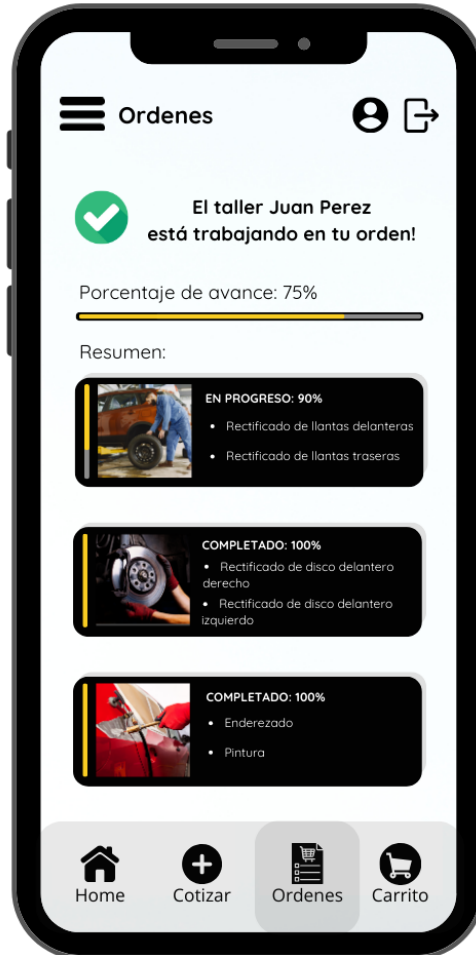 Ordenes
El taller Juan Perez
está trabajando en tu orden!
Porcentaje de avance: 75%
Resumen:
EN PROGRESO: 90%
• Rectificado de llantas delanteras
• Rectificado de llantas traseras
COMPLETADO: 100%
• Rectificado de disco delantero
derecho
• Rectificado de disco delantero
izquierdo
COMPLETADO: 100%
• Enderezado
• Pintura
Home Cotizar Ordenes Carrito